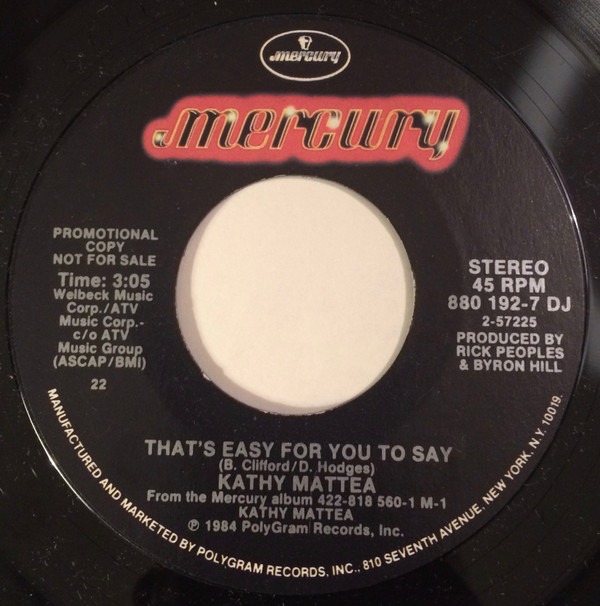 mercury
mercury
PROMOTIONAL
COPY
NOT FOR SALE
Time: 3:05
Welbeck Music
Corp./ATV
Music Corp.-
c/o ATV
Music Group
(ASCAP/BMI)
22
STEREO
45 RPM
880 192-7 DJ
2-57225
PRODUCED BY
RICK PEOPLES
& BYRON HILL
THAT'S EASY FOR YOU TO SAY
(B. Clifford/D. Hodges)
KATHY MATTEA
From the Mercury album 422-818 560-1 M-1
KATHY MATTEA
℗ 1984 PolyGram Records, Inc.
MANUFACTURED AND MARKETED BY POLYGRAM RECORDS, INC., 810 SEVENTH AVENUE, NEW YORK, N.Y. 10019.